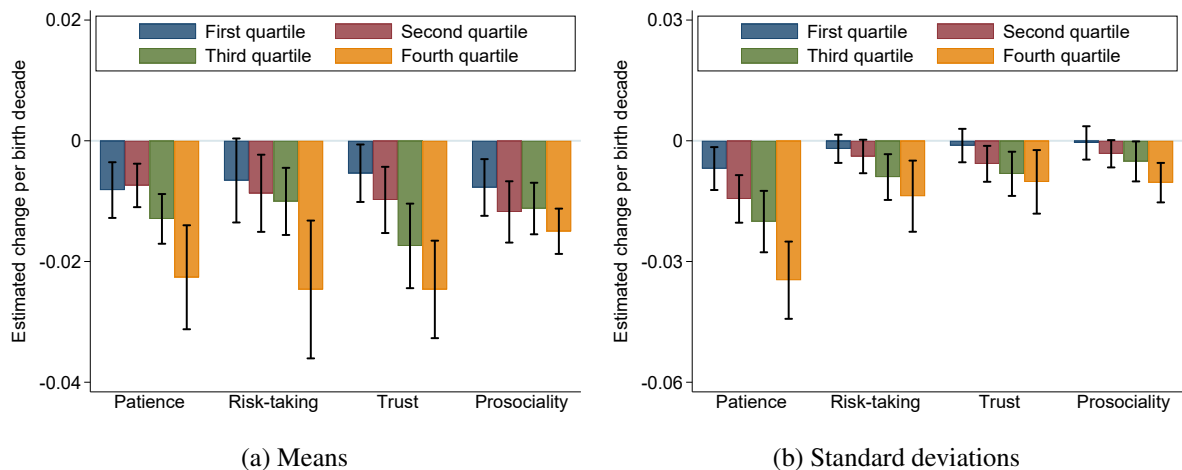 0.02
First quartile
Second quartile
Third quartile
Fourth quartile
0
-0.02
-0.04
Estimated change per birth decade
Patience
Risk-taking
Trust
Prosociality
(a) Means
0.03
First quartile
Second quartile
Third quartile
Fourth quartile
0
-0.03
-0.06
Estimated change per birth decade
Patience
Risk-taking
Trust
Prosociality
(b) Standard deviations